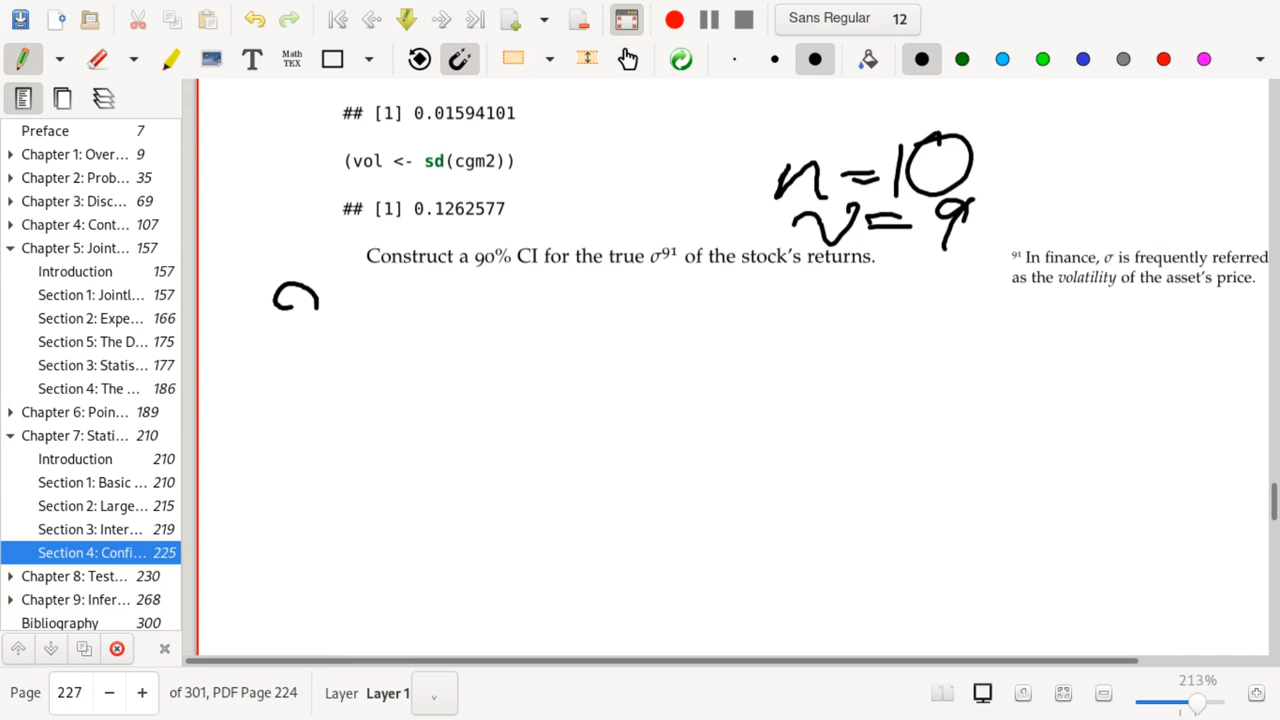 Sans Regular 12
Math
TEX
Preface 7
Chapter 1: Over... 9
Chapter 2: Prob... 35
Chapter 3: Disc... 69
Chapter 4: Cont... 107
Chapter 5: Joint... 157
Introduction 157
Section 1: Jointl... 157
Section 2: Expe... 166
Section 5: The D... 175
Section 3: Statis... 177
Section 4: The ... 186
Chapter 6: Poin... 189
Chapter 7: Stati... 210
Introduction 210
Section 1: Basic ... 210
Section 2: Large... 215
Section 3: Inter... 219
Section 4: Confi... 225
Chapter 8: Test... 230
Chapter 9: Infer... 268
Bibliography 300
## [1] 0.01594101
(vol <- sd(cgm2))
## [1] 0.1262577
n = 10
ν = 9
Construct a 90% CI for the true σ⁹¹ of the stock's returns.
⁹¹ In finance, σ is frequently referred
as the volatility of the asset's price.
Page 227 of 301, PDF Page 224 Layer Layer 1 213%